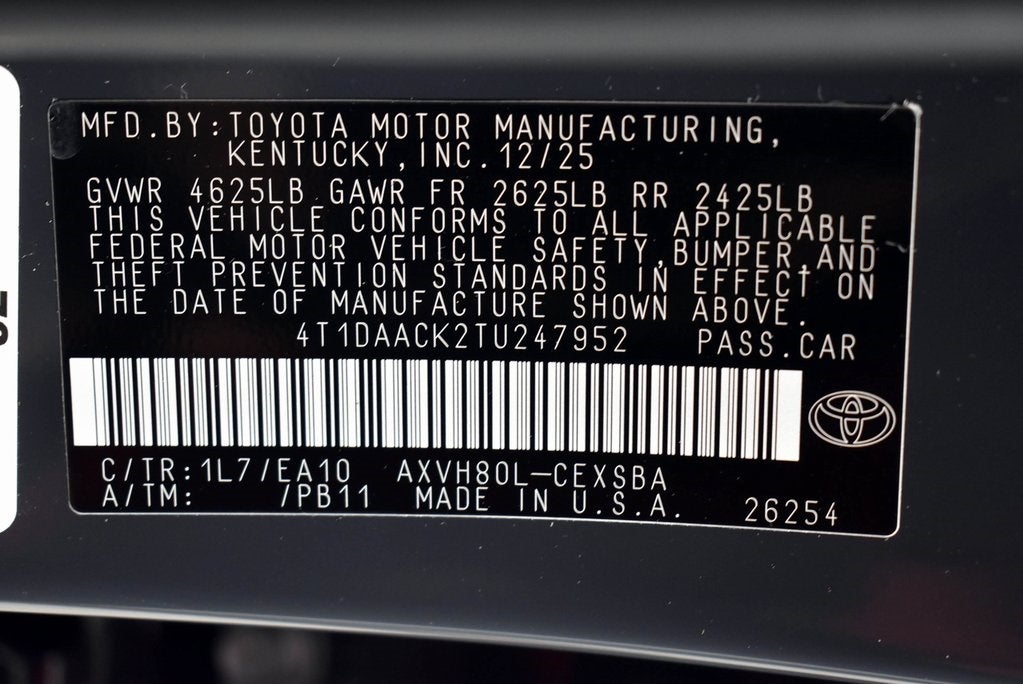 MFD.BY:TOYOTA MOTOR MANUFACTURING,
KENTUCKY,INC.12/25
GVWR 4625LB GAWR FR 2625LB RR 2425LB
THIS VEHICLE CONFORMS TO ALL APPLICABLE
FEDERAL MOTOR VEHICLE SAFETY,BUMPER,AND
THEFT PREVENTION STANDARDS IN EFFECT ON
THE DATE OF MANUFACTURE SHOWN ABOVE.
4T1DAACK2TU247952 PASS.CAR
C/TR:1L7/EA10 AXVH80L-CEXSBA
A/TM: /PB11 MADE IN U.S.A. 26254